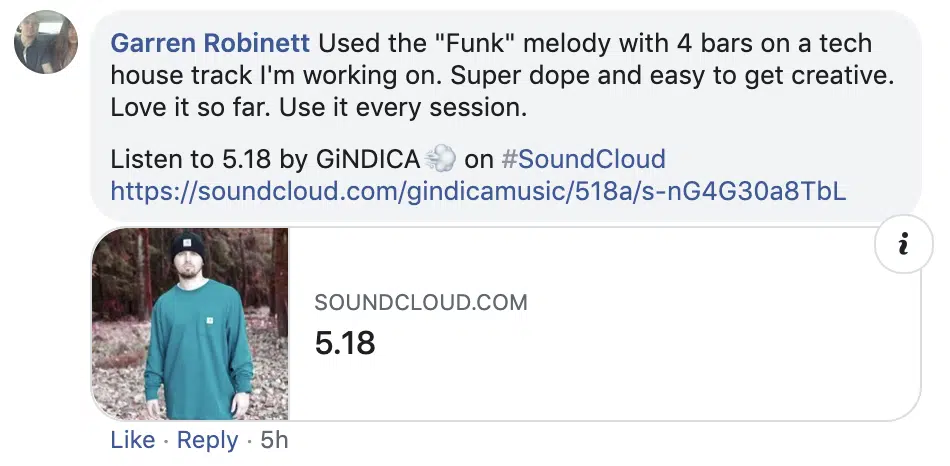 Garren Robinett Used the "Funk" melody with 4 bars on a tech
house track I'm working on. Super dope and easy to get creative.
Love it so far. Use it every session.
Listen to 5.18 by GiNDICA💨 on #SoundCloud
https://soundcloud.com/gindicamusic/518a/s-nG4G30a8TbL
i
SOUNDCLOUD.COM
5.18
Like · Reply · 5h